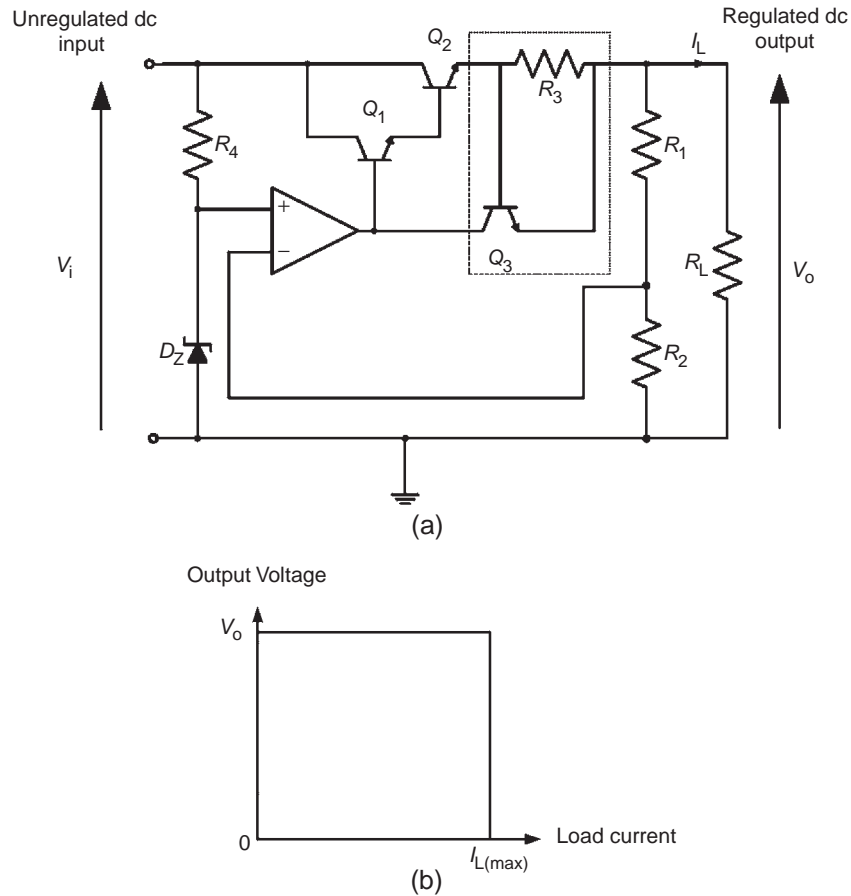 Unregulated dc
input
Regulated dc
output
Q2
IL
Q1
R3
R4
R1
+
−
Q3
RL
Vi
Vo
DZ
R2
(a)
Output Voltage
Vo
0
Load current
IL(max)
(b)